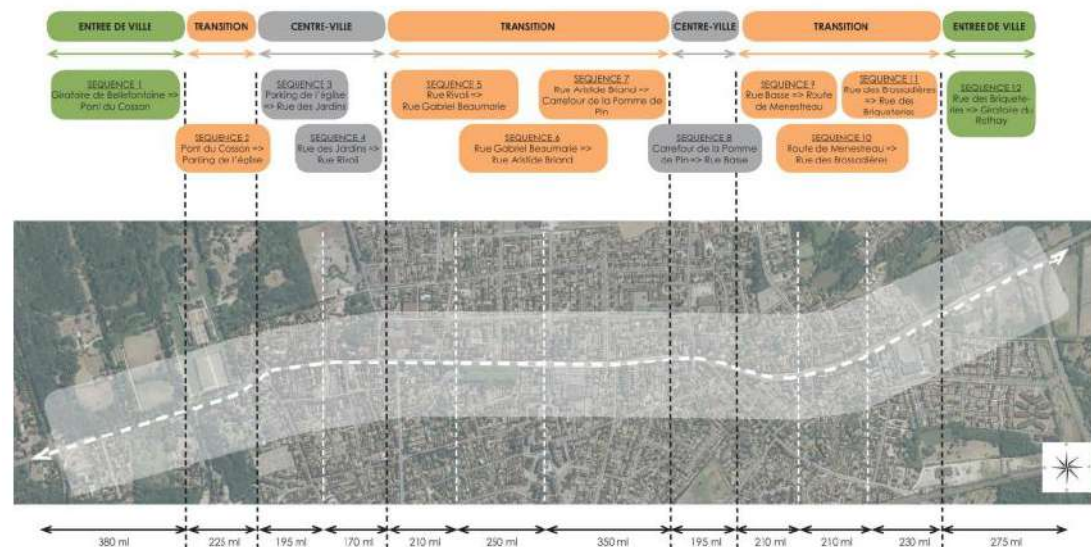 ENTREE DE VILLE
TRANSITION
CENTRE-VILLE
TRANSITION
CENTRE-VILLE
TRANSITION
ENTREE DE VILLE
SEQUENCE 1
Giratoire de Bellefontaine =>
Pont du Cosson
SEQUENCE 2
Pont du Cosson =>
Parking de l'église
SEQUENCE 3
Parking de l'église
=> Rue des Jardins
SEQUENCE 4
Rue des Jardins =>
Rue Rivoli
SEQUENCE 5
Rue Rivoli =>
Rue Gabriel Beaumarie
SEQUENCE 6
Rue Gabriel Beaumarie =>
Rue Aristide Briand
SEQUENCE 7
Rue Aristide Briand =>
Carrefour de la Pomme de
Pin
SEQUENCE 8
Carrefour de la Pomme
de Pin=> Rue Basse
SEQUENCE 9
Rue Basse => Route
de Menestreau
SEQUENCE 10
Route de Menestreau =>
Rue des Brossadières
SEQUENCE 11
Rue des Brossadières
=> Rue des
Briqueteries
SEQUENCE 12
Rue des Briquete-
ries => Giratoire du
Rothay
380 ml
225 ml
195 ml
170 ml
210 ml
250 ml
350 ml
195 ml
210 ml
210 ml
230 ml
275 ml